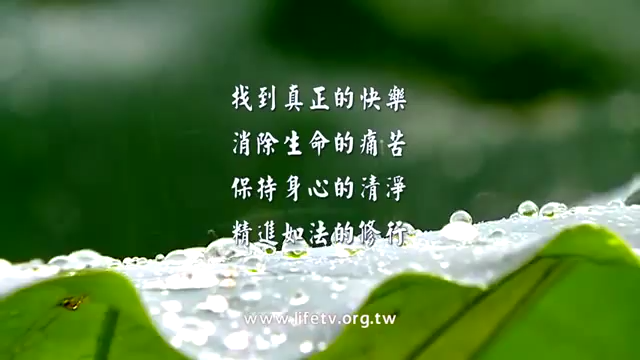 找到真正的快樂
消除生命的痛苦
保持身心的清淨
精進如法的修行
www.lifetv.org.tw